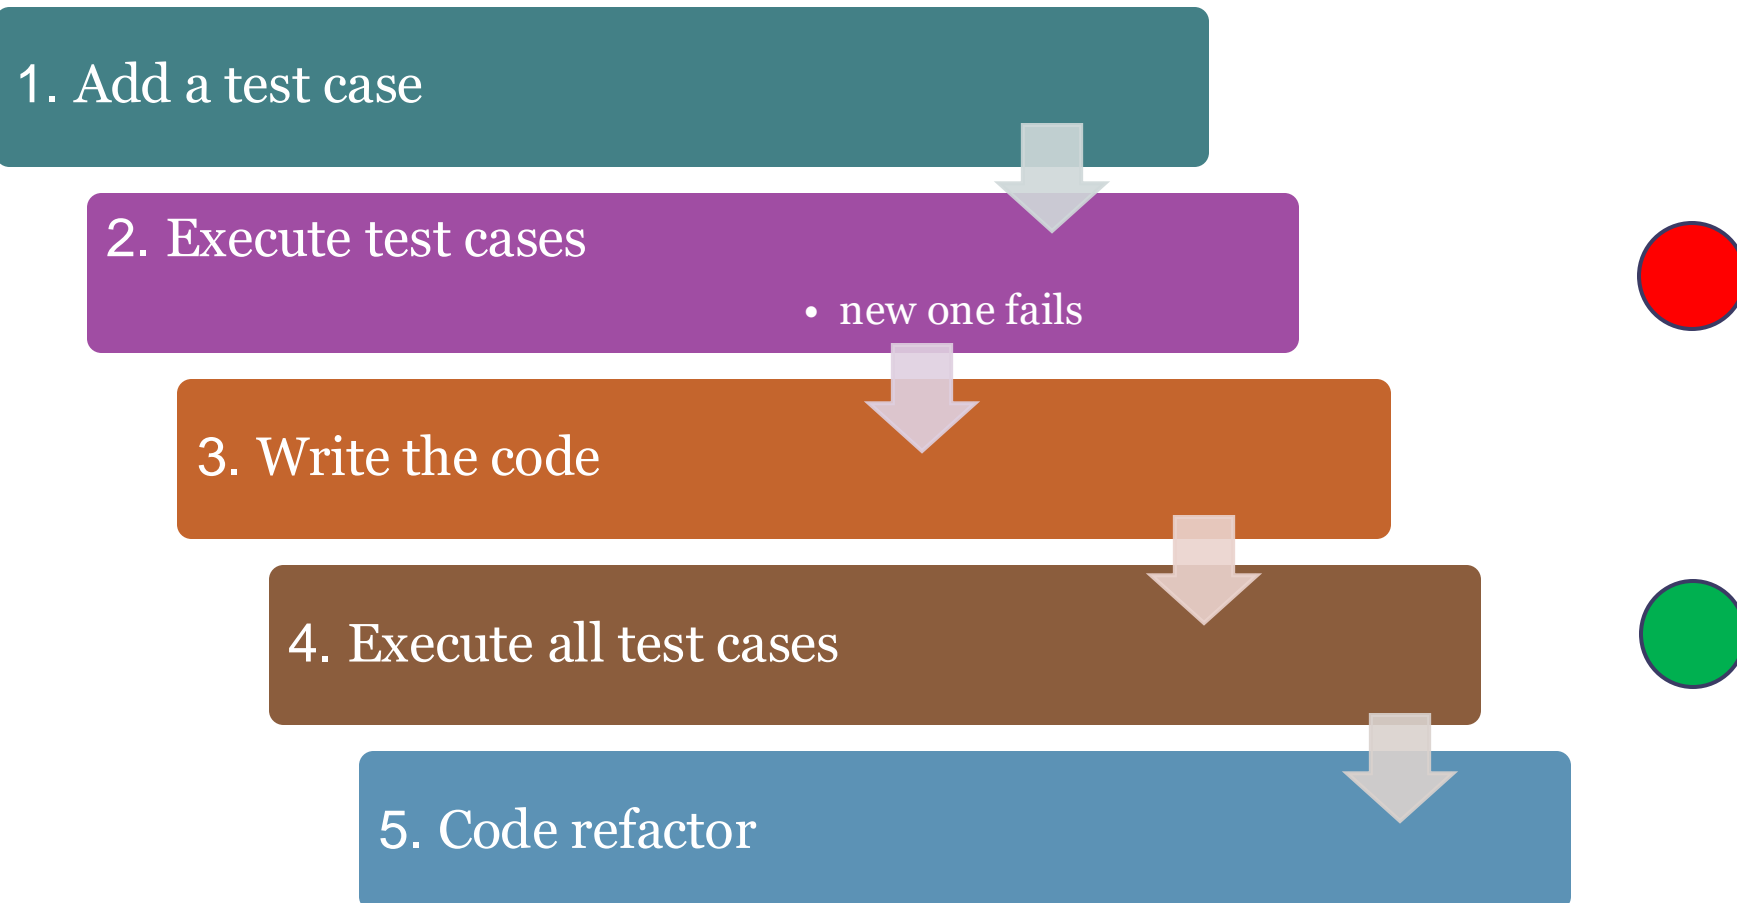 1. Add a test case
2. Execute test cases
• new one fails
3. Write the code
4. Execute all test cases
5. Code refactor